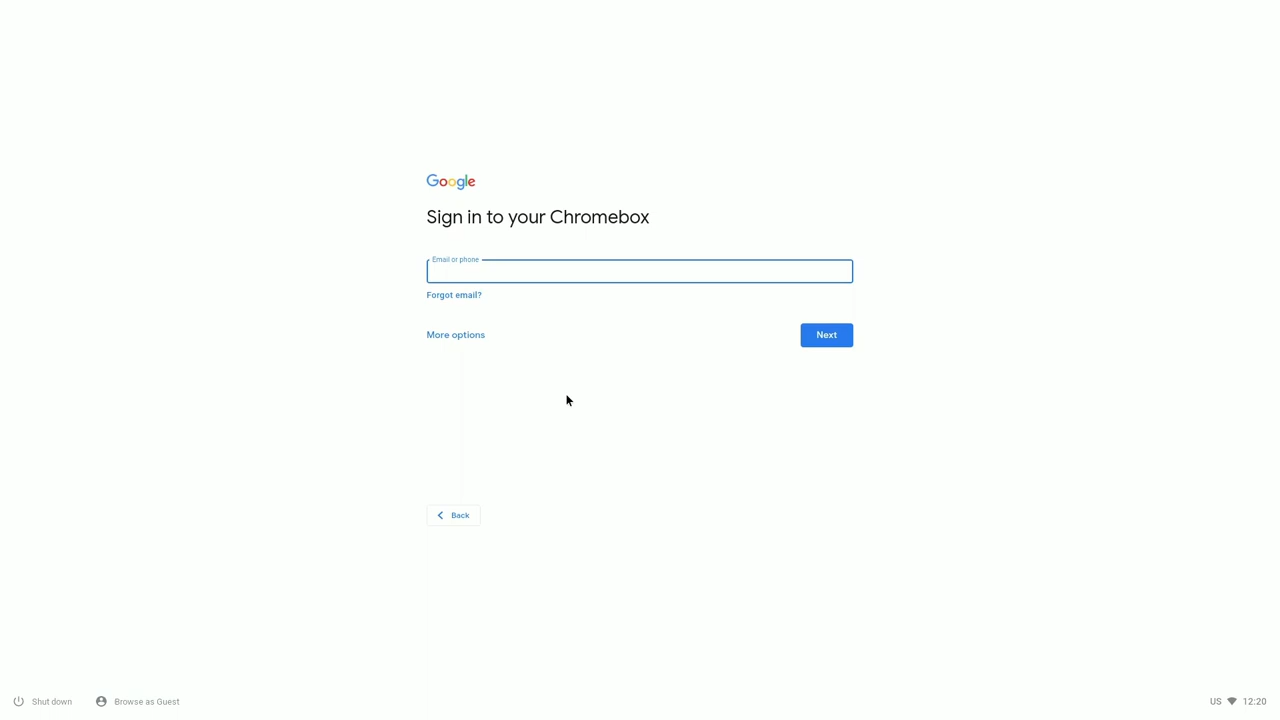 Google
Sign in to your Chromebox
Email or phone
Forgot email?
More options
Next
Back
Shut down
Browse as Guest
US
12:20